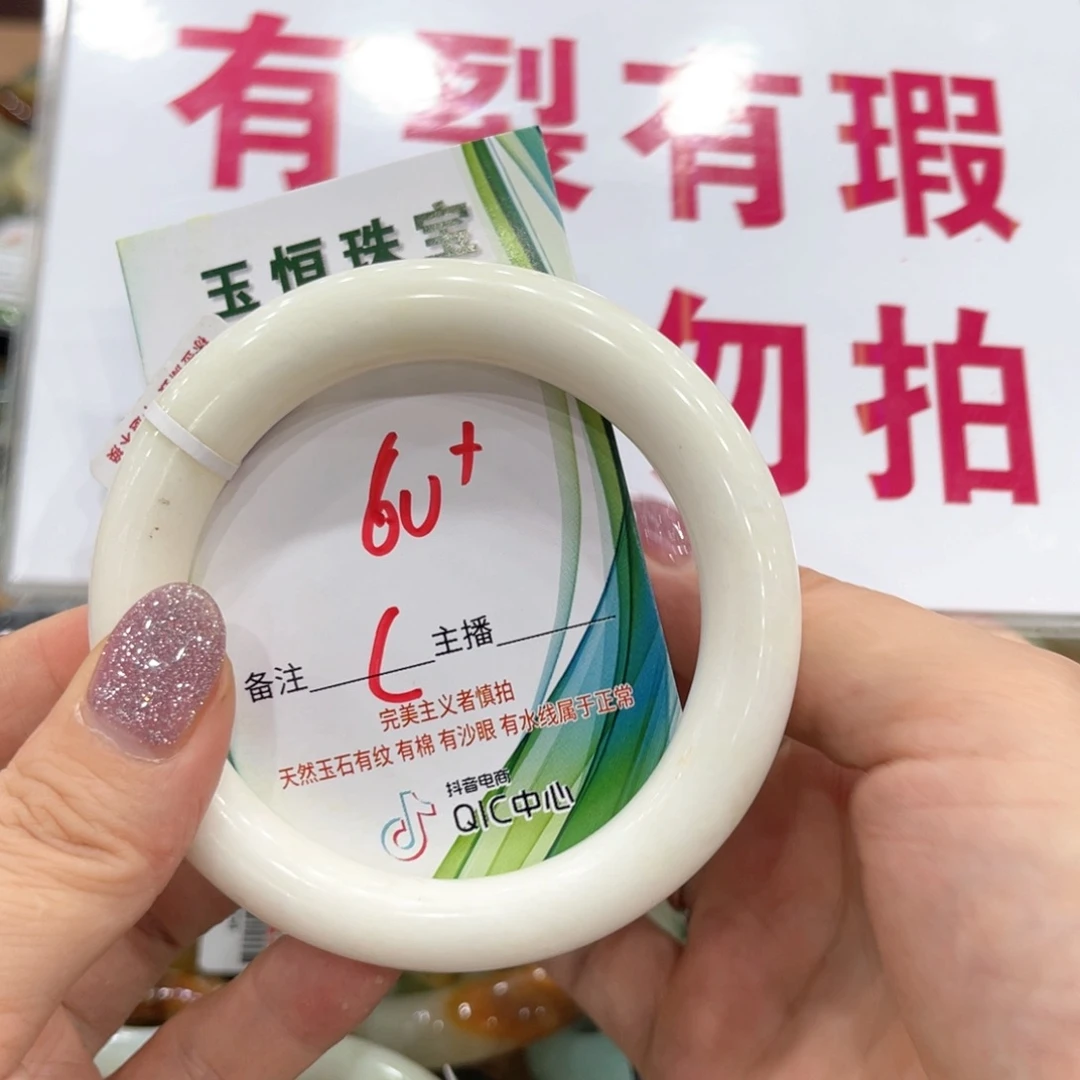 有裂有瑕
勿拍
玉恒珠宝
备注 主播
完美主义者慎拍
天然玉石有纹 有棉 有沙眼 有水线属于正常
抖音电商
QIC中心